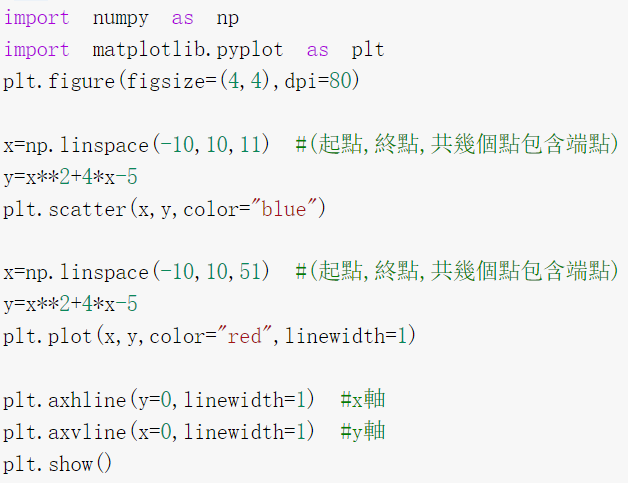 import numpy as np
import matplotlib.pyplot as plt
plt.figure(figsize=(4,4),dpi=80)
x=np.linspace(-10,10,11) #(起點,終點,共幾個點包含端點)
y=x**2+4*x-5
plt.scatter(x,y,color="blue")
x=np.linspace(-10,10,51) #(起點,終點,共幾個點包含端點)
y=x**2+4*x-5
plt.plot(x,y,color="red",linewidth=1)
plt.axhline(y=0,linewidth=1) #x軸
plt.axvline(x=0,linewidth=1) #y軸
plt.show()